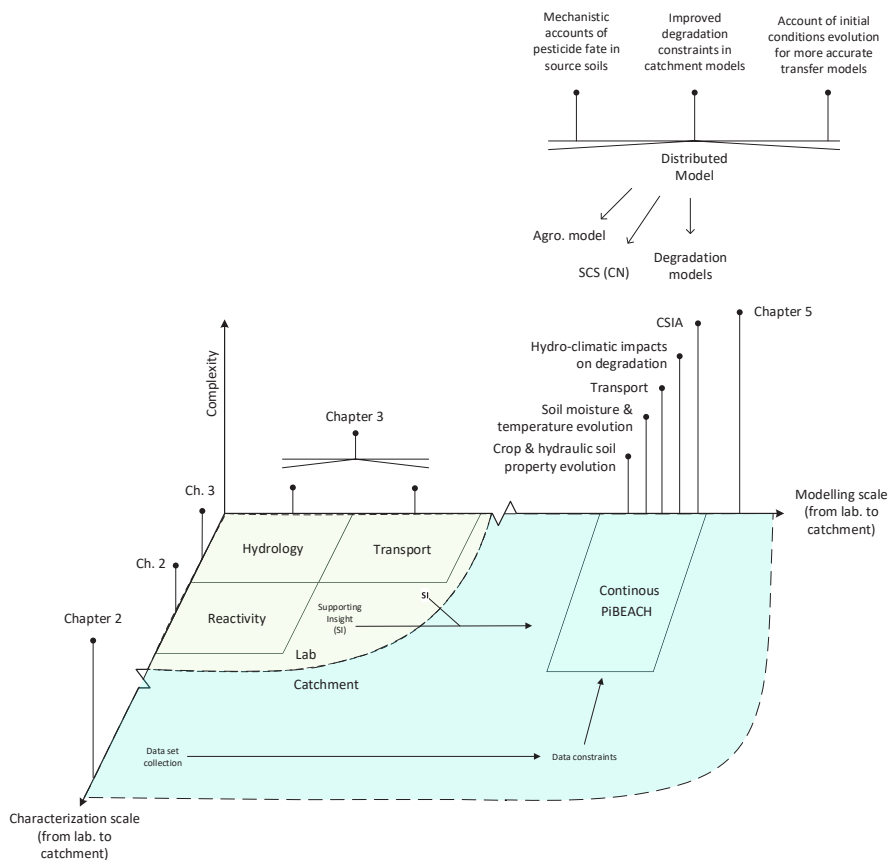 Mechanistic
accounts of
pesticide fate in
source soils
Improved
degradation
constraints in
catchment models
Account of initial
conditions evolution
for more accurate
transfer models
Distributed
Model
Agro. model
SCS (CN)
Degradation
models
Chapter 5
CSIA
Hydro-climatic impacts
on degradation
Transport
Soil moisture &
temperature evolution
Crop & hydraulic soil
property evolution
Complexity
Chapter 3
Ch. 3
Ch. 2
Chapter 2
Modelling scale
(from lab. to
catchment)
Hydrology
Transport
Reactivity
Supporting
Insight
(SI)
SI
Lab
Catchment
Continous
PiBEACH
Data set
collection
Data constraints
Characterization scale
(from lab. to
catchment)